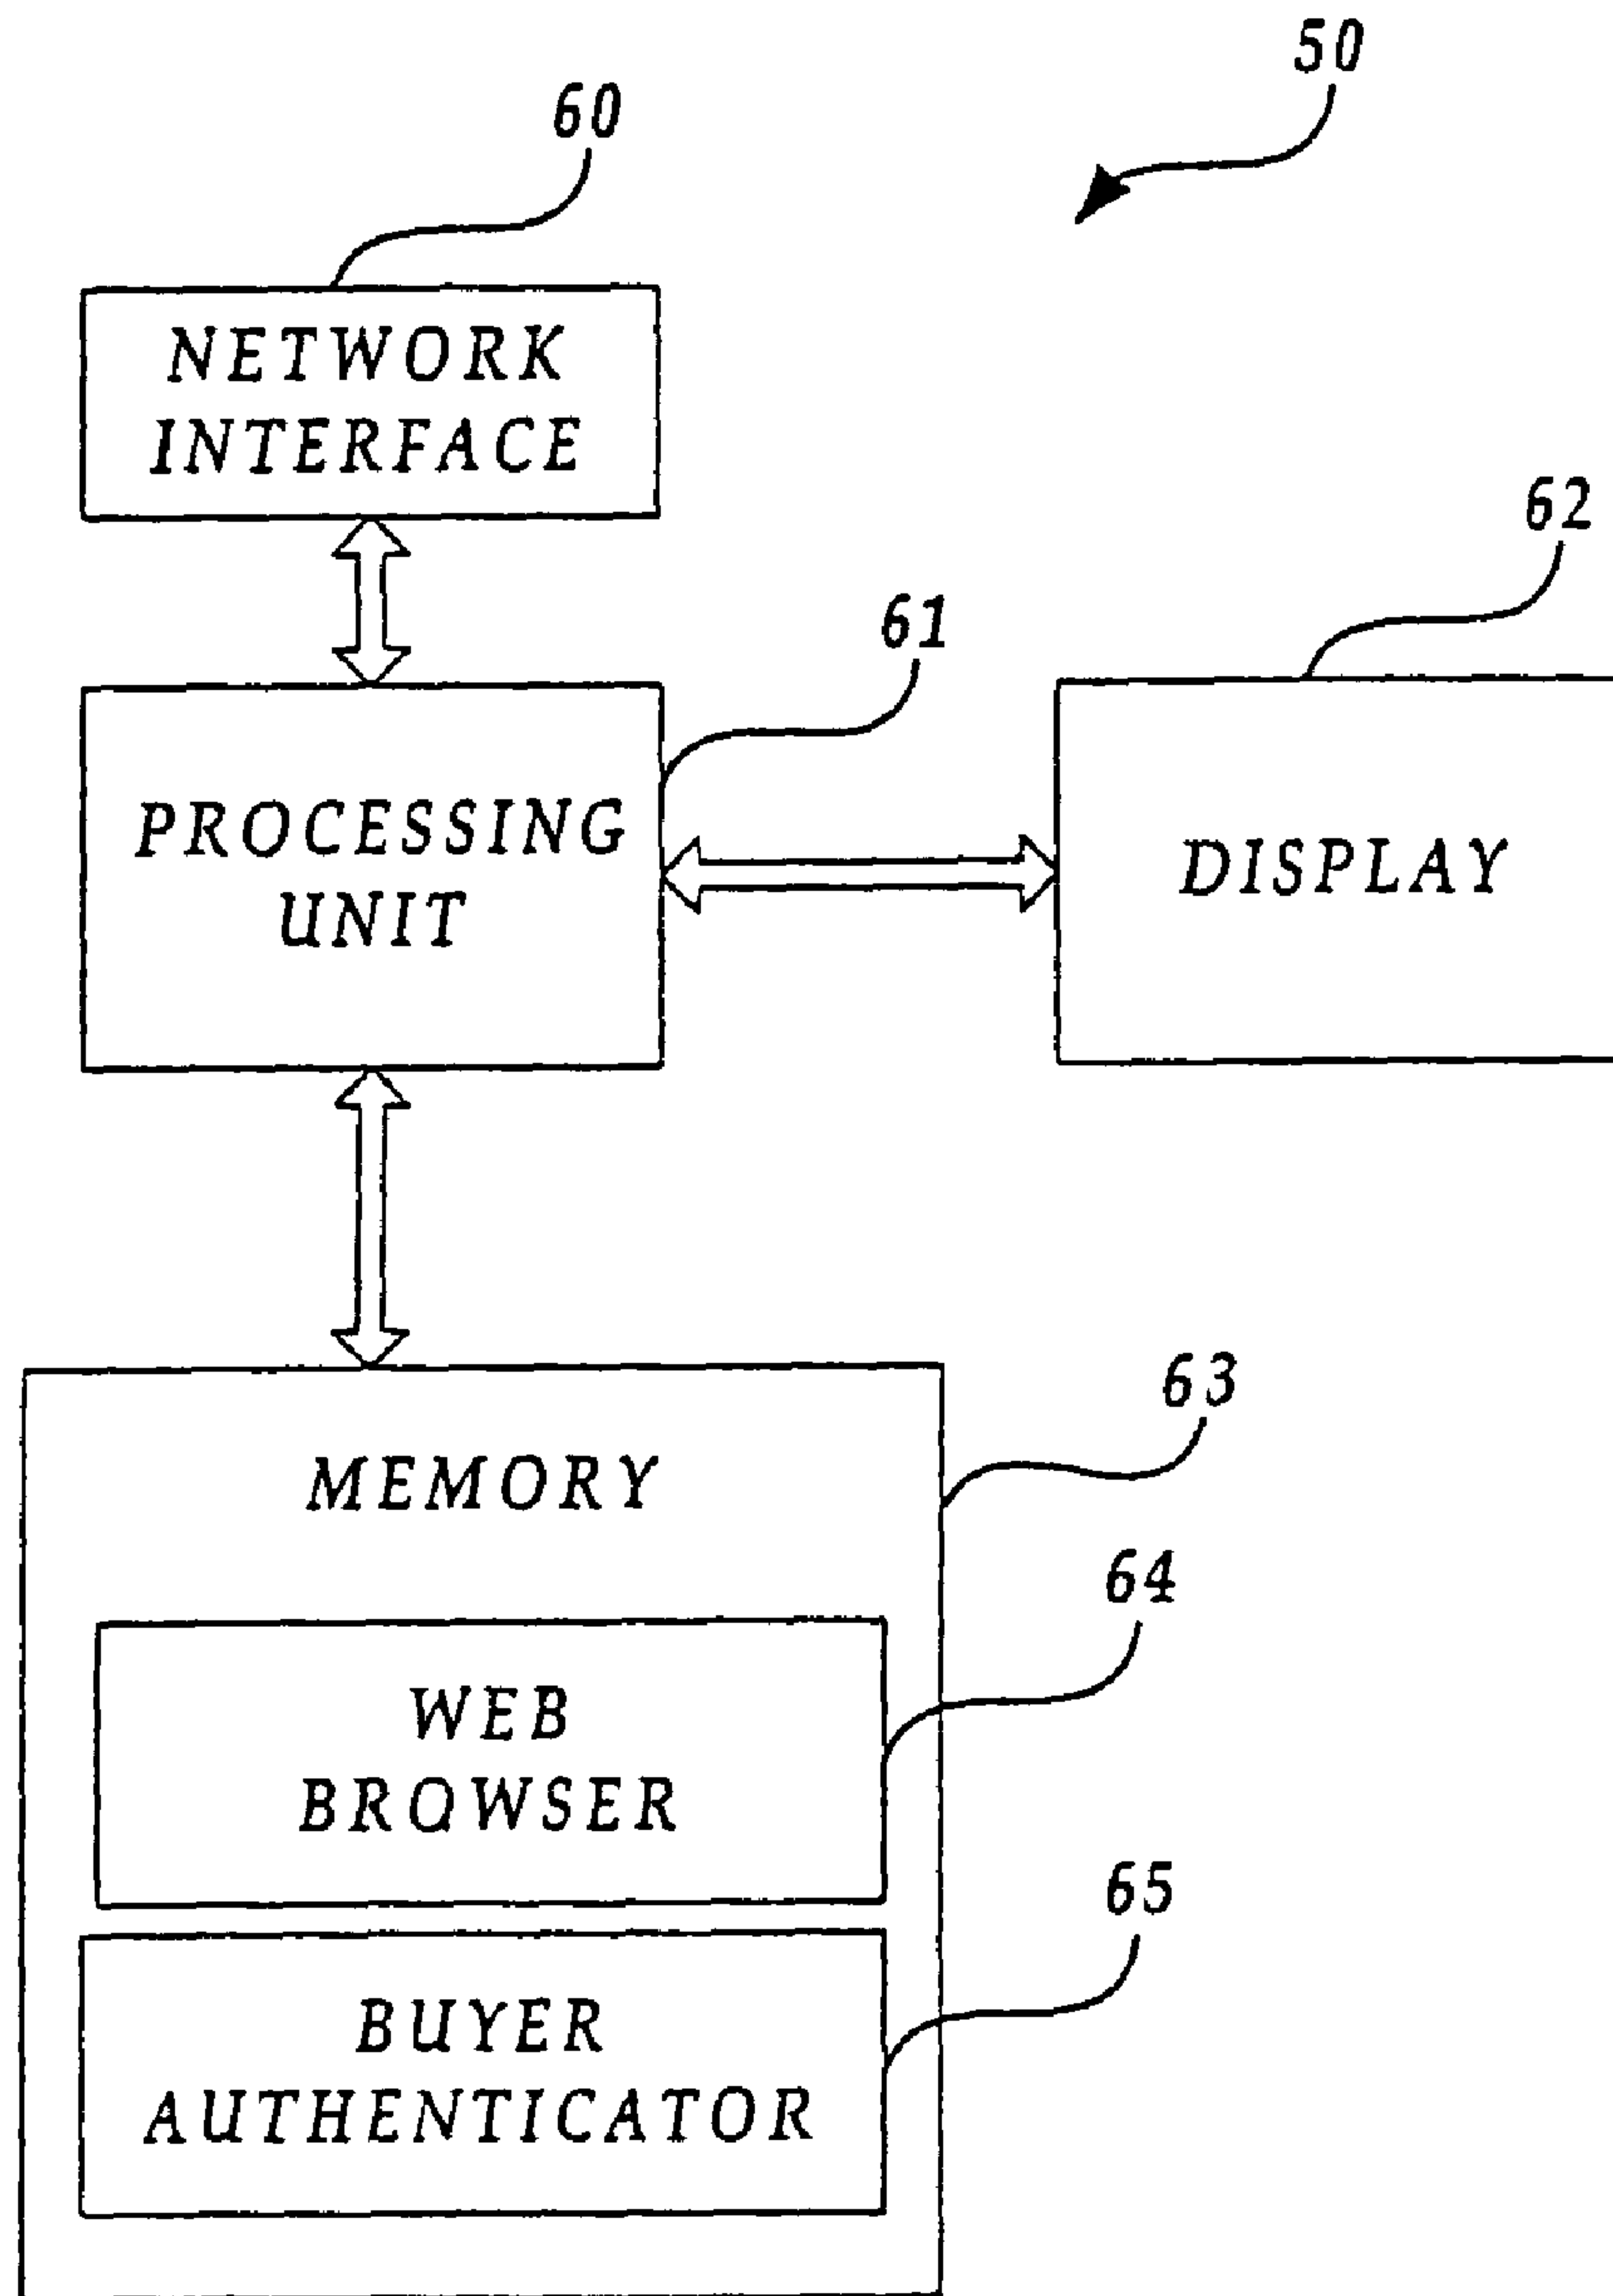 50
60
NETWORK
INTERFACE
62
61
PROCESSING
UNIT
DISPLAY
63
MEMORY
64
WEB
BROWSER
65
BUYER
AUTHENTICATOR